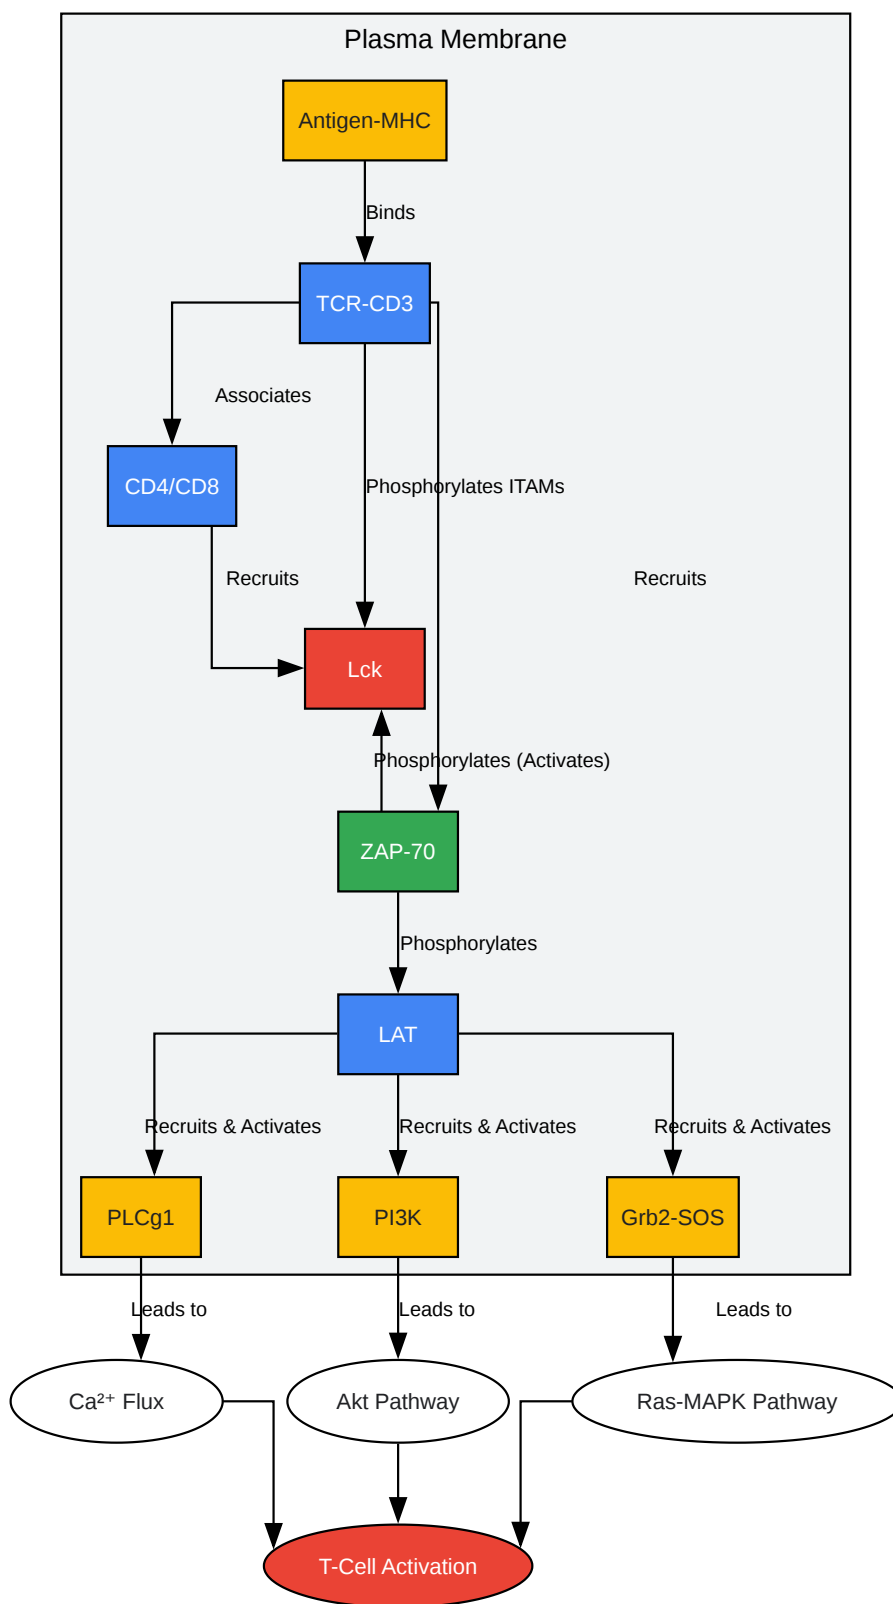 Plasma Membrane
Antigen-MHC
Binds
TCR-CD3
Associates
CD4/CD8
Phosphorylates ITAMs
Recruits
Recruits
Lck
Phosphorylates (Activates)
ZAP-70
Phosphorylates
LAT
Recruits & Activates
Recruits & Activates
Recruits & Activates
PLCg1
PI3K
Grb2-SOS
Leads to
Leads to
Leads to
Ca²⁺ Flux
Akt Pathway
Ras-MAPK Pathway
T-Cell Activation